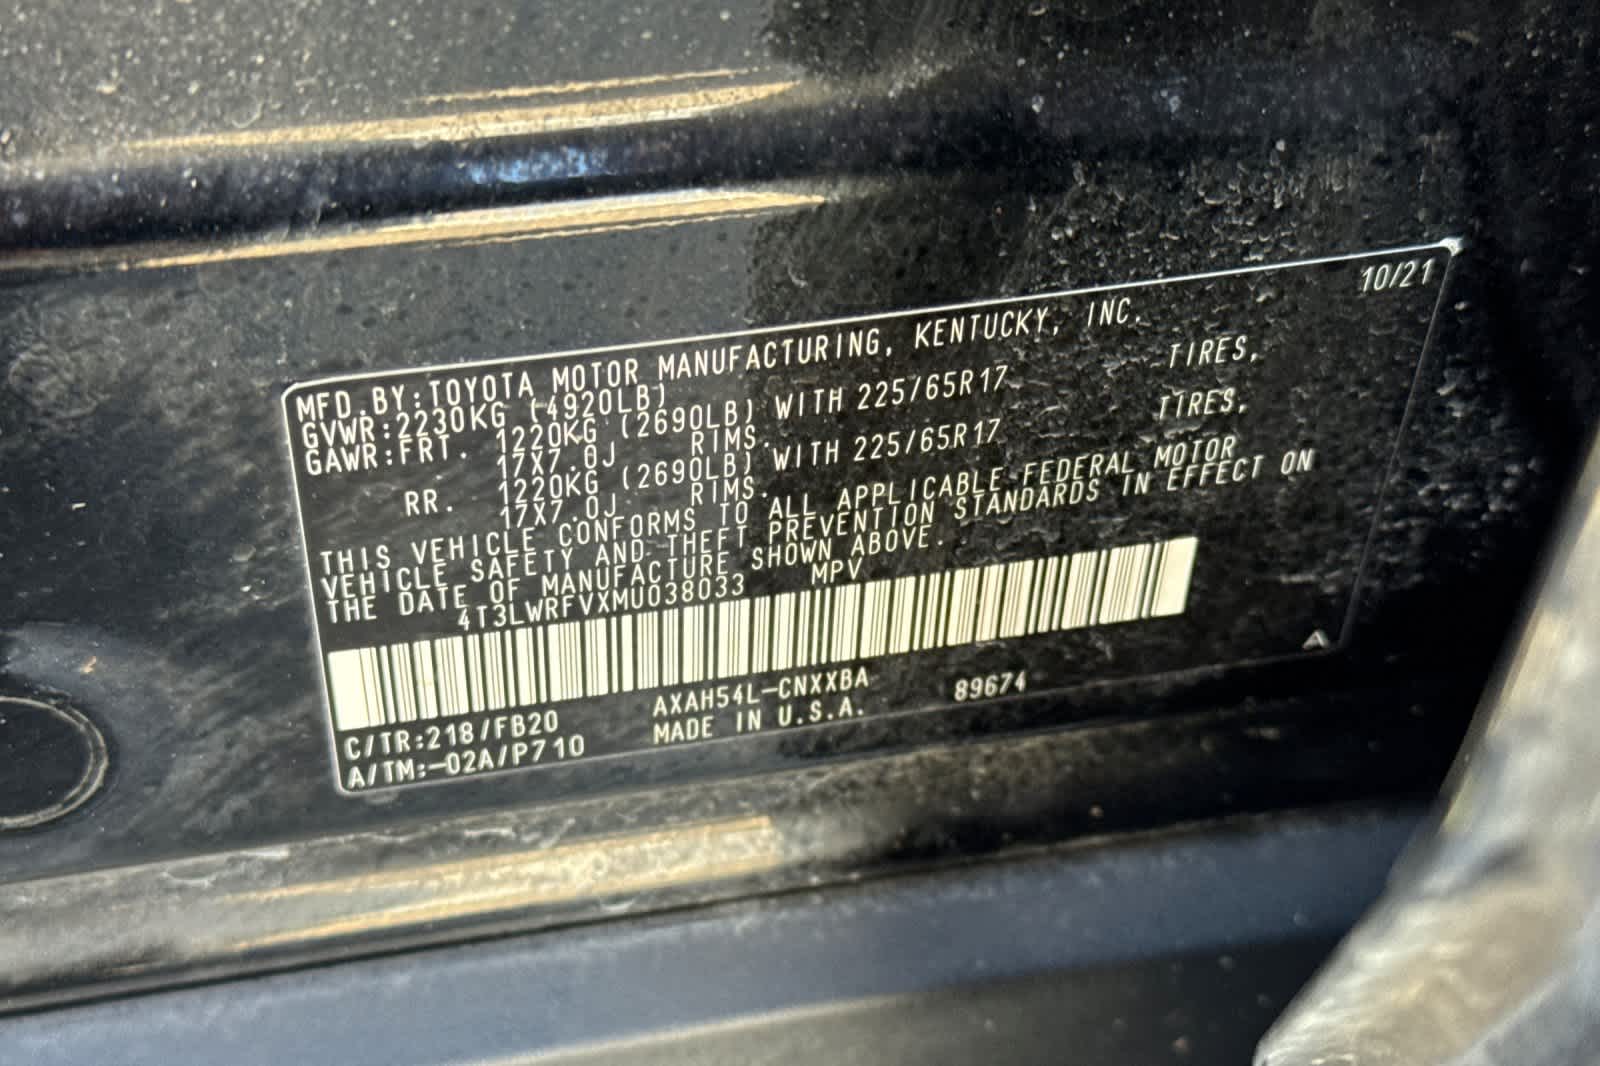 10/21
MFD.BY:TOYOTA MOTOR MANUFACTURING, KENTUCKY, INC.
GVWR:2230KG (4920LB)
GAWR:FRT. 1220KG (2690LB) WITH 225/65R17 TIRES,
17X7.0J RIMS.
RR. 1220KG (2690LB) WITH 225/65R17 TIRES,
17X7.0J RIMS.
THIS VEHICLE CONFORMS TO ALL APPLICABLE FEDERAL MOTOR
VEHICLE SAFETY AND THEFT PREVENTION STANDARDS IN EFFECT ON
THE DATE OF MANUFACTURE SHOWN ABOVE.
4T3LWRFVXMU038033 MPV
A
C/TR:218/FB20 AXAH54L-CNXXBA 89674
A/TM:-02A/P710 MADE IN U.S.A.